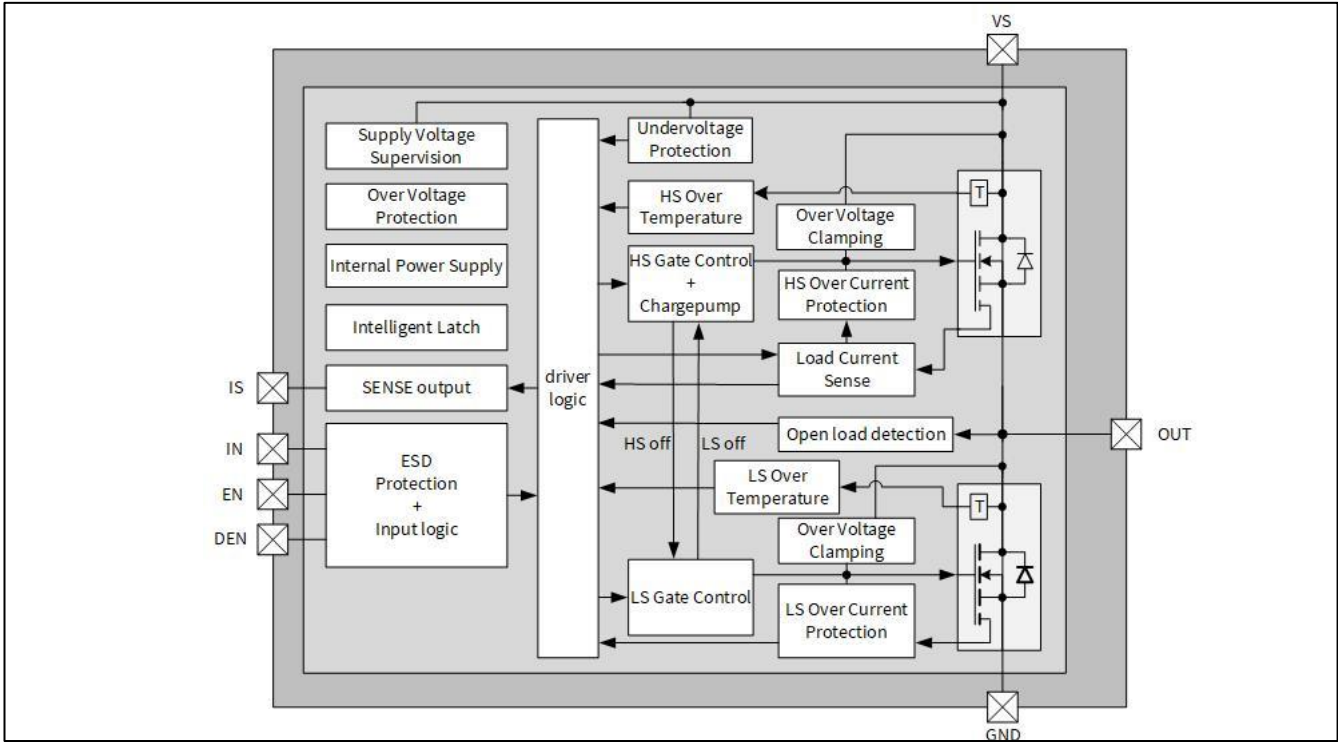 VS
Supply Voltage
Supervision
Undervoltage
Protection
Over Voltage
Protection
HS Over
Temperature
Over Voltage
Clamping
T
Internal Power Supply
HS Gate Control
+
Chargepump
HS Over Current
Protection
Intelligent Latch
Load Current
Sense
IS
SENSE output
driver
logic
IN
EN
DEN
ESD
Protection
+
Input logic
HS off
LS off
Open load detection
OUT
LS Over
Temperature
T
Over Voltage
Clamping
LS Gate Control
LS Over Current
Protection
GND